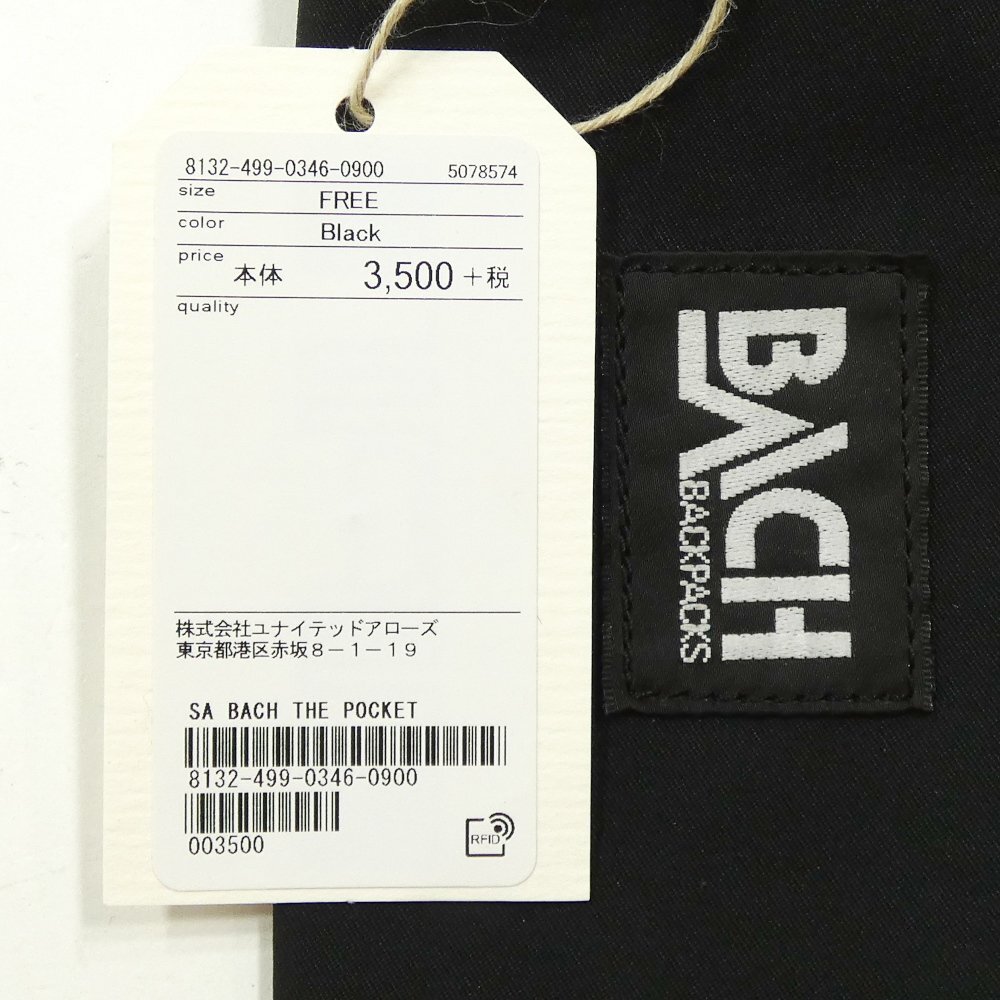 8132-499-0346-0900 5078574
size FREE
color Black
price 本体 3,500 +税
quality
株式会社ユナイテッドアローズ
東京都港区赤坂8-1-19
SA BACH THE POCKET
8132-499-0346-0900
003500
RFID
BACH
BACKPACKS